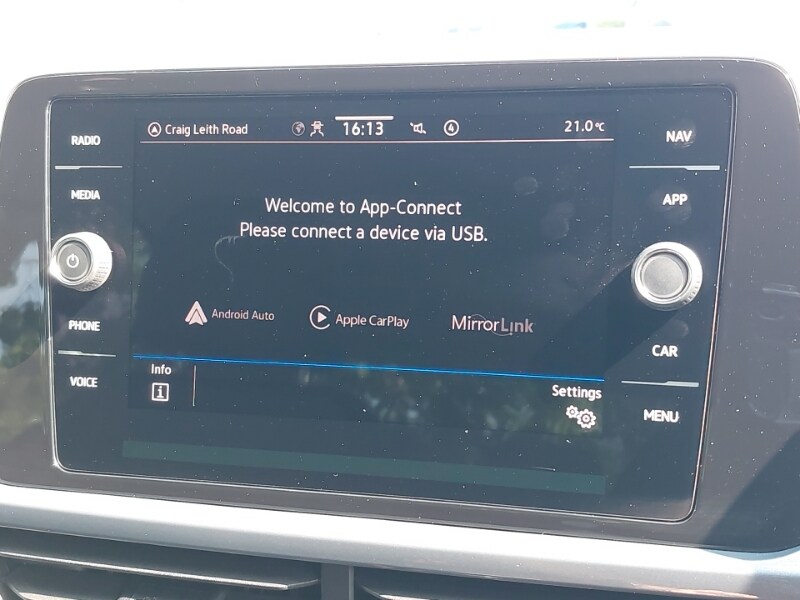 RADIO
MEDIA
PHONE
VOICE
Craig Leith Road 16:13 4 21.0°C
Welcome to App-Connect
Please connect a device via USB.
Android Auto Apple CarPlay MirrorLink
Info
i
Settings
NAV
APP
CAR
MENU